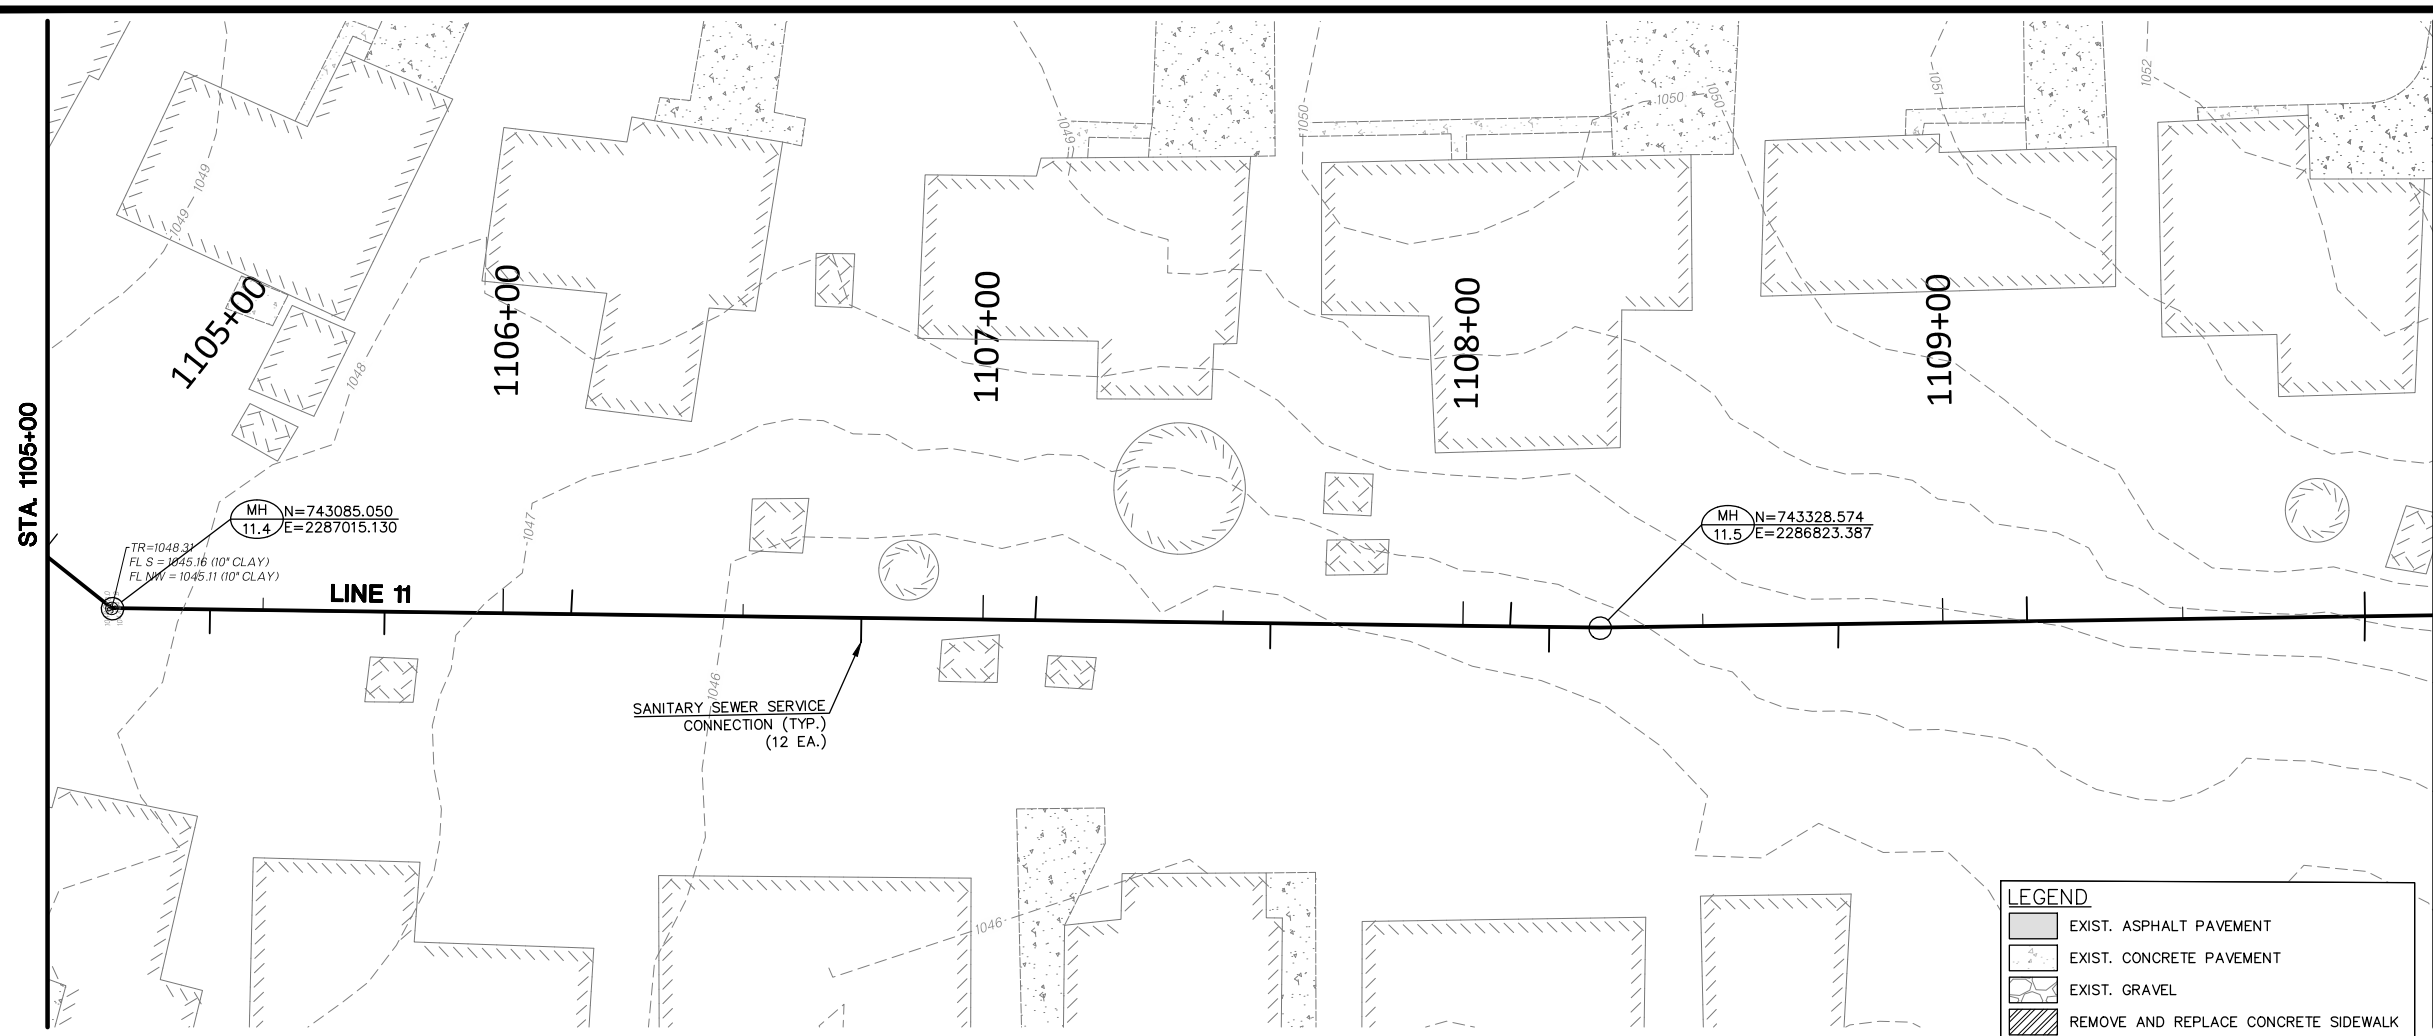 1049
1049
1048
1047
1046
1046
1049
1050
1050
1050
1051
1052
1105+00
1106+00
1107+00
1108+00
1109+00
STA. 1105+00
MH
11.4
N=743085.050
E=2287015.130
TR=1048.31
FL S = 1045.16 (10" CLAY)
FL NW = 1045.11 (10" CLAY)
LINE 11
MH
11.5
N=743328.574
E=2286823.387
SANITARY SEWER SERVICE
CONNECTION (TYP.)
(12 EA.)
LEGEND
EXIST. ASPHALT PAVEMENT
EXIST. CONCRETE PAVEMENT
EXIST. GRAVEL
REMOVE AND REPLACE CONCRETE SIDEWALK